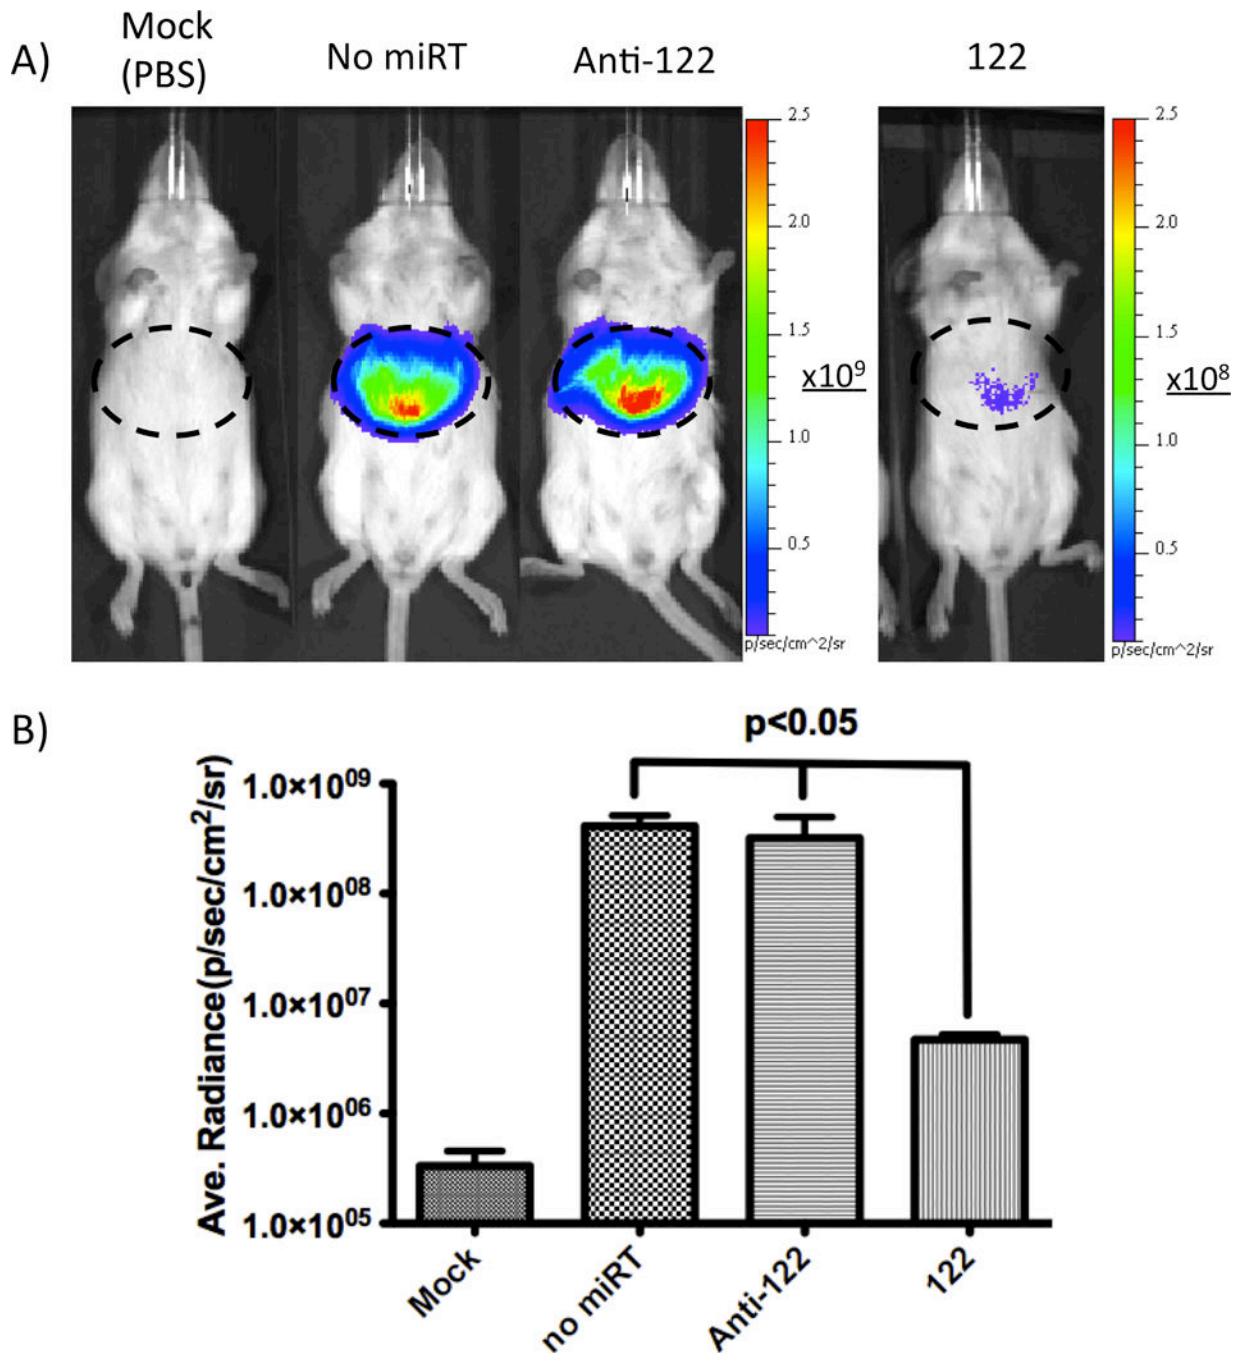 A)
Mock
(PBS)
No miRT
Anti-122
122
2.5
2.0
1.5
1.0
0.5
x10⁹
p/sec/cm^2/sr
2.5
2.0
1.5
1.0
0.5
x10⁸
p/sec/cm^2/sr
B)
p<0.05
Ave. Radiance(p/sec/cm²/sr)
1.0×10⁰⁹
1.0×10⁰⁸
1.0×10⁰⁷
1.0×10⁰⁶
1.0×10⁰⁵
Mock
no miRT
Anti-122
122